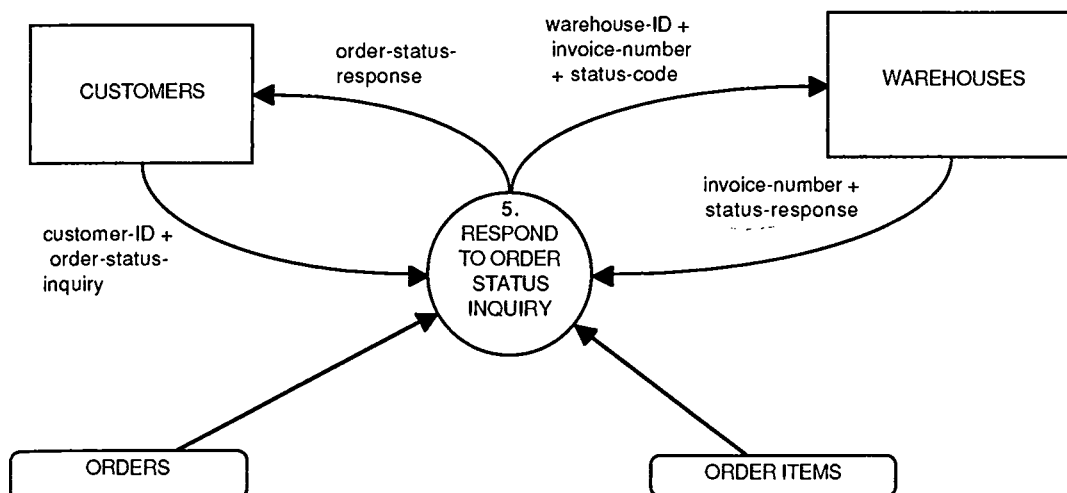 order-status-
response
warehouse-ID +
invoice-number
+ status-code
CUSTOMERS
WAREHOUSES
invoice-number +
status-response
customer-ID +
order-status-
inquiry
5.
RESPOND
TO ORDER
STATUS
INQUIRY
ORDERS
ORDER ITEMS